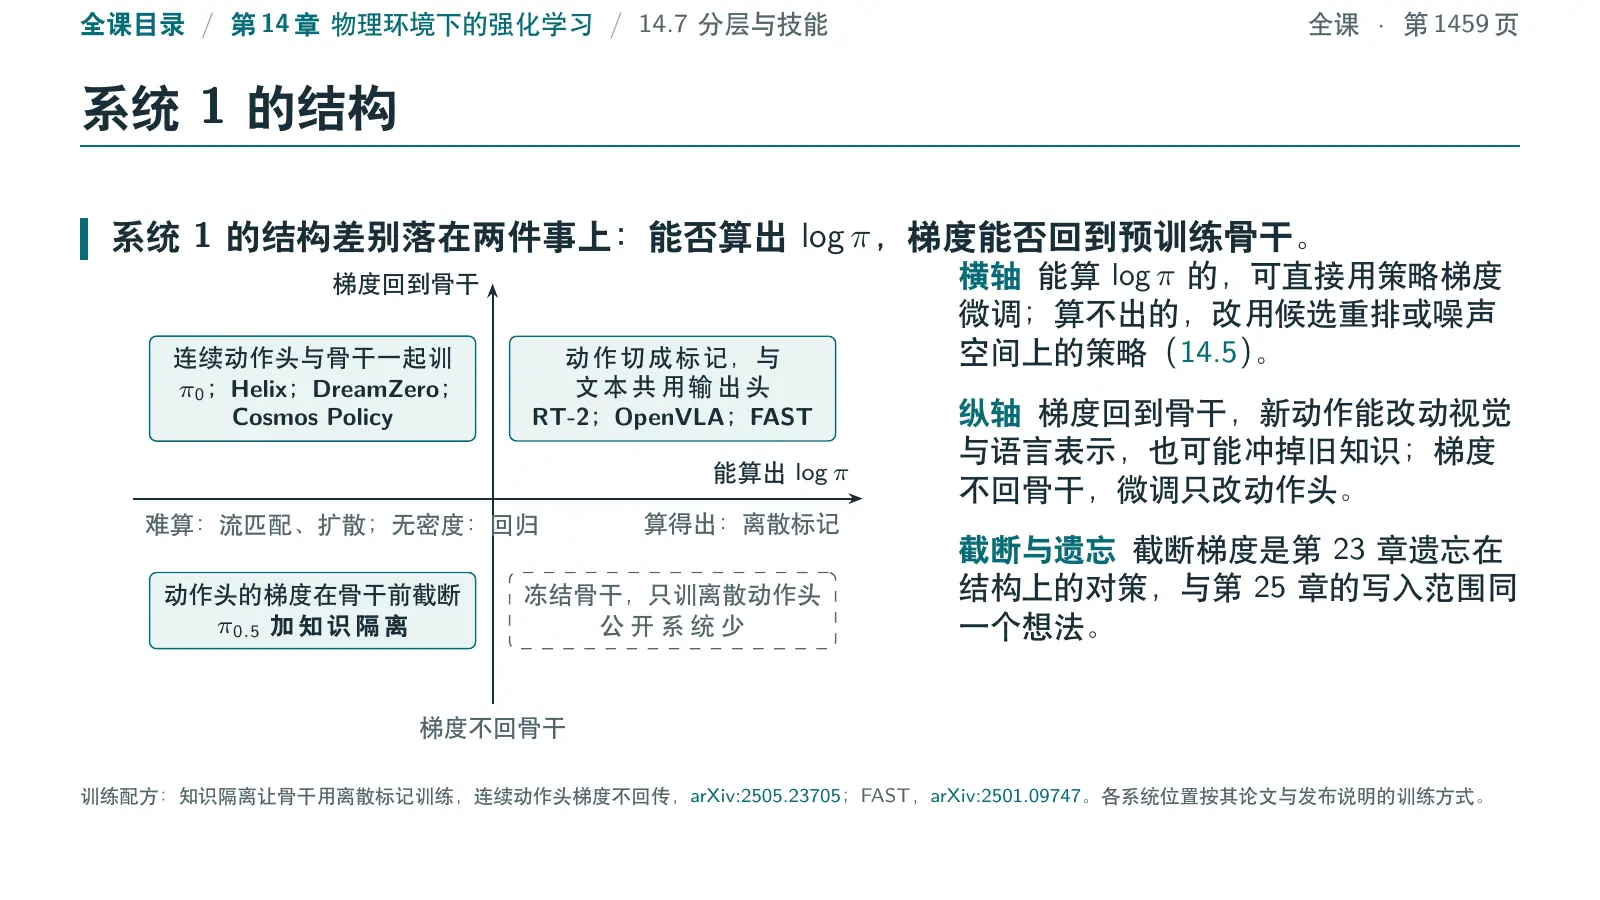 全课目录 / 第 14 章 物理环境下的强化学习 / 14.7 分层与技能
全课 · 第 1459 页
系统 1 的结构
系统 1 的结构差别落在两件事上：能否算出 log π，梯度能否回到预训练骨干。
梯度回到骨干
连续动作头与骨干一起训
π0；Helix；DreamZero；
Cosmos Policy
动作切成标记，与
文本共用输出头
RT-2；OpenVLA；FAST
能算出 log π
难算：流匹配、扩散；无密度：回归
算得出：离散标记
动作头的梯度在骨干前截断
π0.5 加知识隔离
冻结骨干，只训离散动作头
公开系统少
梯度不回骨干
横轴 能算 log π 的，可直接用策略梯度
微调；算不出的，改用候选重排或噪声
空间上的策略（14.5）。
纵轴 梯度回到骨干，新动作能改动视觉
与语言表示，也可能冲掉旧知识；梯度
不回骨干，微调只改动作头。
截断与遗忘 截断梯度是第 23 章遗忘在
结构上的对策，与第 25 章的写入范围同
一个想法。
训练配方：知识隔离让骨干用离散标记训练，连续动作头梯度不回传，arXiv:2505.23705；FAST，arXiv:2501.09747。各系统位置按其论文与发布说明的训练方式。